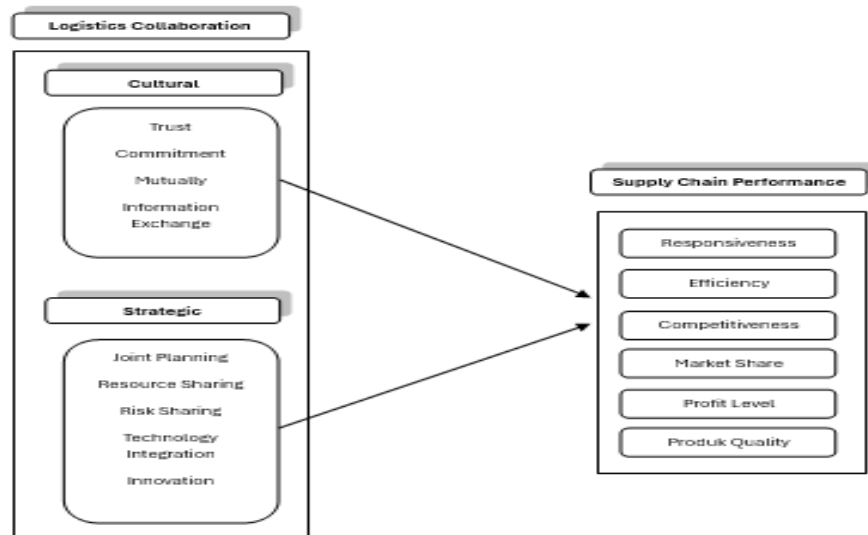 Logistics Collaboration
Cultural
Trust
Commitment
Mutually
Information
Exchange
Strategic
Joint Planning
Resource Sharing
Risk Sharing
Technology
Integration
Innovation
Supply Chain Performance
Responsiveness
Efficiency
Competitiveness
Market Share
Profit Level
Produk Quality